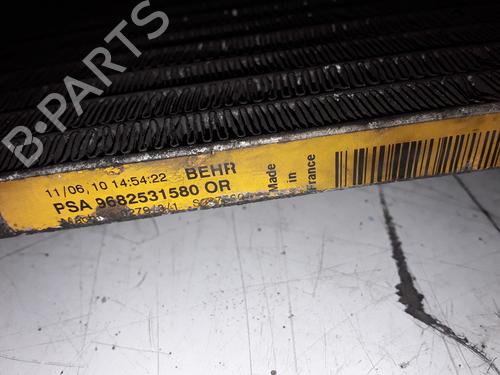 B-PARTS
11/06, 10 14:54:22 BEHR
PSA 9682531580 OR
Made
in
France